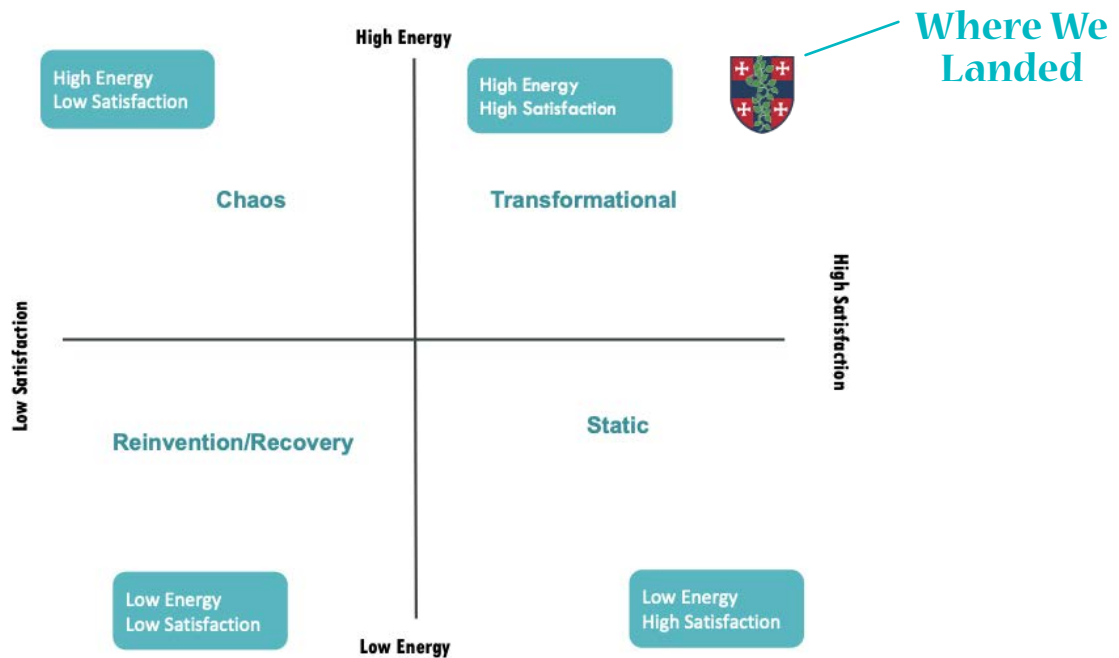 Where We
Landed
High Energy
High Energy
Low Satisfaction
High Energy
High Satisfaction
Chaos
Transformational
Low Satisfaction
High Satisfaction
Reinvention/Recovery
Static
Low Energy
Low Satisfaction
Low Energy
High Satisfaction
Low Energy